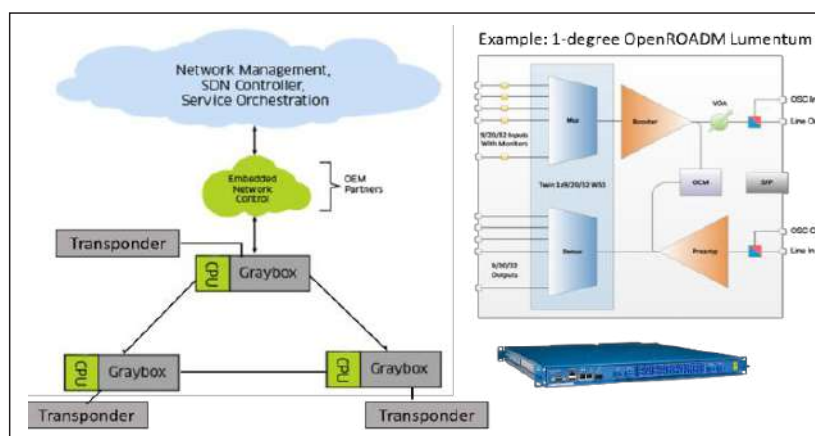 Network Management,
SDN Controller,
Service Orchestration
Embedded
Network
Control
OEM
Partners
Transponder
CPU
Graybox
CPU
Graybox
CPU
Graybox
Transponder
Transponder
Example: 1-degree OpenROADM Lumentum
Mux
Booster
VOA
OSC In
Line Ou
9/20/32 Inputs
With Monitors
Twin 1x9/20/32 WSS
OCM
SFP
Demux
Preamp
OSC O
Line In
9/20/32
Outputs